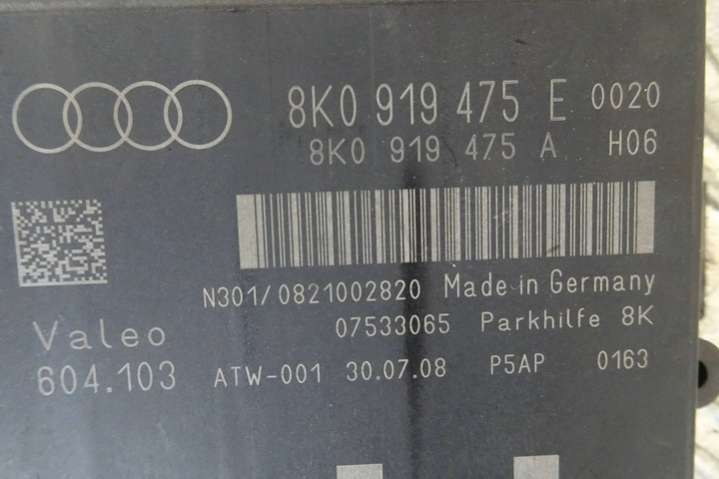 8K0 919 475 E 0020
8K0 919 475 A H06
N301/0821002820 Made in Germany
07533065 Parkhilfe 8K
Valeo
604.103 ATW-001 30.07.08 P5AP 0163